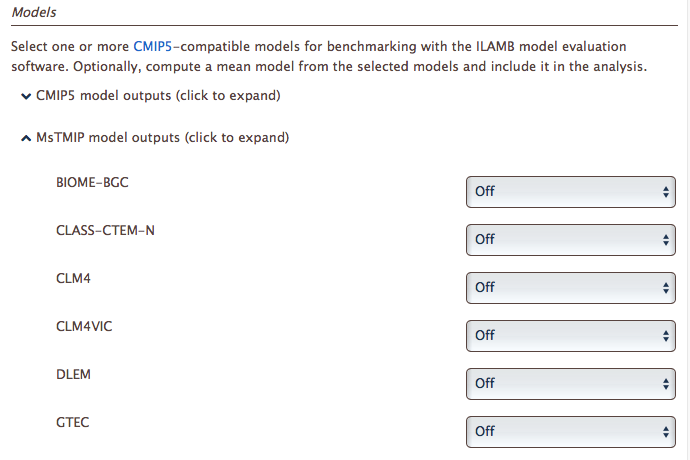 Models
Select one or more CMIP5-compatible models for benchmarking with the ILAMB model evaluation
software. Optionally, compute a mean model from the selected models and include it in the analysis.
CMIP5 model outputs (click to expand)
MsTMIP model outputs (click to expand)
BIOME-BGC
Off
CLASS-CTEM-N
Off
CLM4
Off
CLM4VIC
Off
DLEM
Off
GTEC
Off